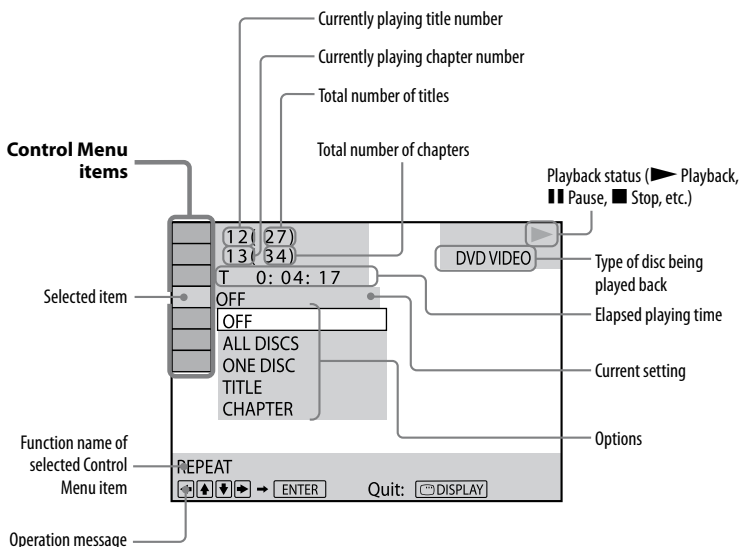 Currently playing title number
Currently playing chapter number
Total number of titles
Total number of chapters
Control Menu
items
Playback status (► Playback,
❚❚ Pause, ■ Stop, etc.)
12( 27)
13( 34)
DVD VIDEO
Type of disc being
played back
T 0: 04: 17
Elapsed playing time
Selected item
OFF
OFF
ALL DISCS
ONE DISC
TITLE
CHAPTER
Current setting
Options
Function name of
selected Control
Menu item
REPEAT
← ↑ ↓ → → ENTER Quit: DISPLAY
Operation message